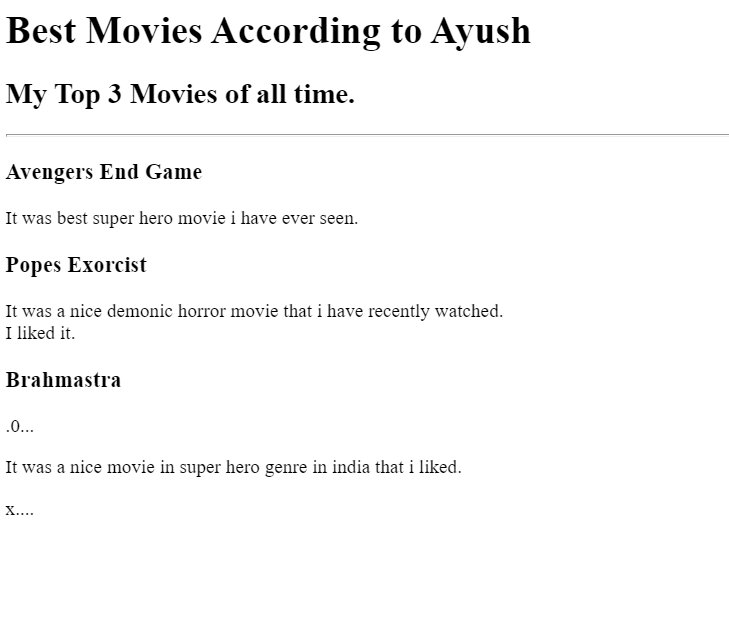 Best Movies According to Ayush
My Top 3 Movies of all time.
Avengers End Game
It was best super hero movie i have ever seen.
Popes Exorcist
It was a nice demonic horror movie that i have recently watched.
I liked it.
Brahmastra
.0...
It was a nice movie in super hero genre in india that i liked.
x....